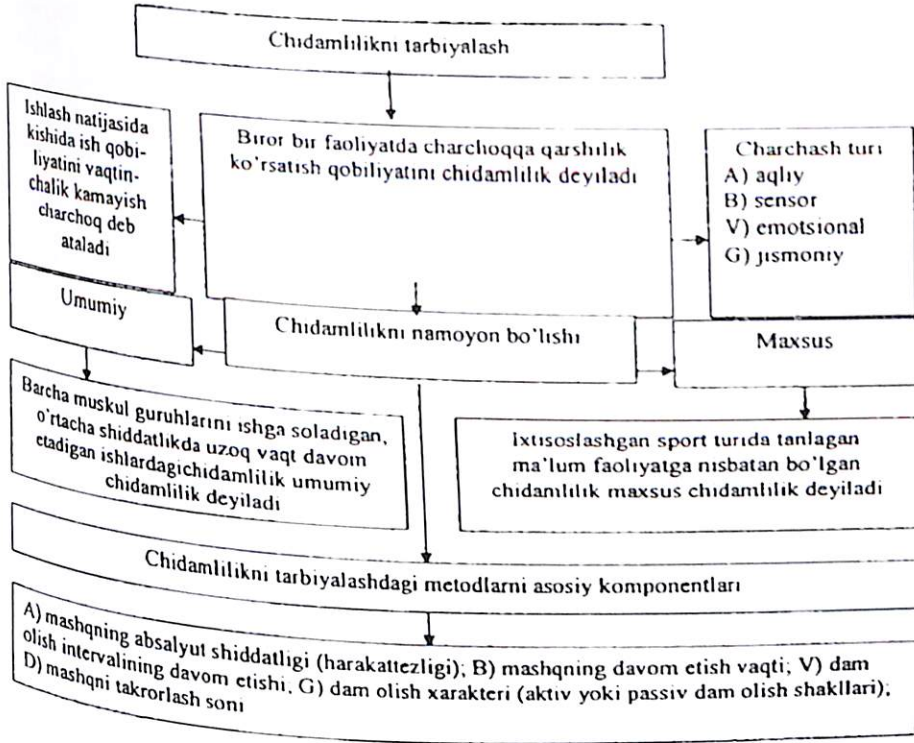 Chidamlilikni tarbiyalash
Ishlash natijasida
kishida ish qobi-
liyatini vaqtin-
chalik kamayish
charchoq deb
ataladi
Biror bir faoliyatda charchoqqa qarshilik
ko'rsatish qobiliyatini chidamlilik deyiladi
Charchash turi
A) aqliy
B) sensor
V) emotsional
G) jismoniy
Umumiy
Chidamlilikni namoyon bo'lishi
Maxsus
Barcha muskul guruhlarini ishga soladigan,
o'rtacha shiddatlikda uzoq vaqt davom
etadigan ishlardagichidamlilik umumiy
chidamlilik deyiladi
Ixtisoslashgan sport turida tanlagan
ma'lum faoliyatga nisbatan bo'lgan
chidamlilik maxsus chidamlilik deyiladi
Chidamlilikni tarbiyalashdagi metodlarni asosiy komponentlari
A) mashqning absalyut shiddatligi (harakattezligi); B) mashqning davom etish vaqti; V) dam
olish intervalining davom etishi; G) dam olish xarakteri (aktiv yoki passiv dam olish shakllari);
D) mashqni takrorlash soni